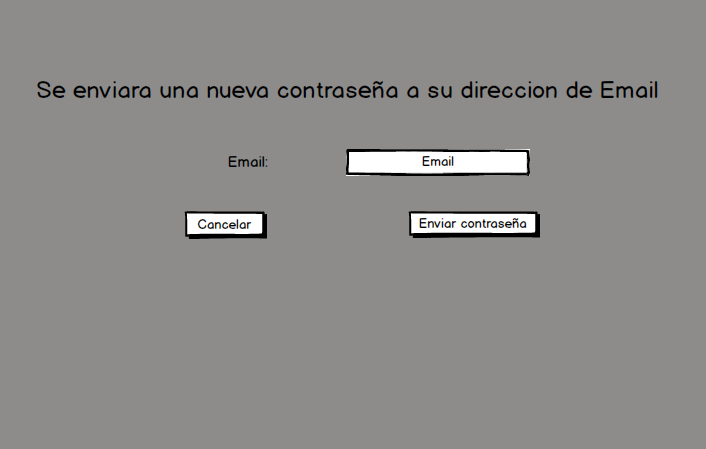 Se enviara una nueva contraseña a su direccion de Email
Email:
Email
Cancelar
Enviar contraseña